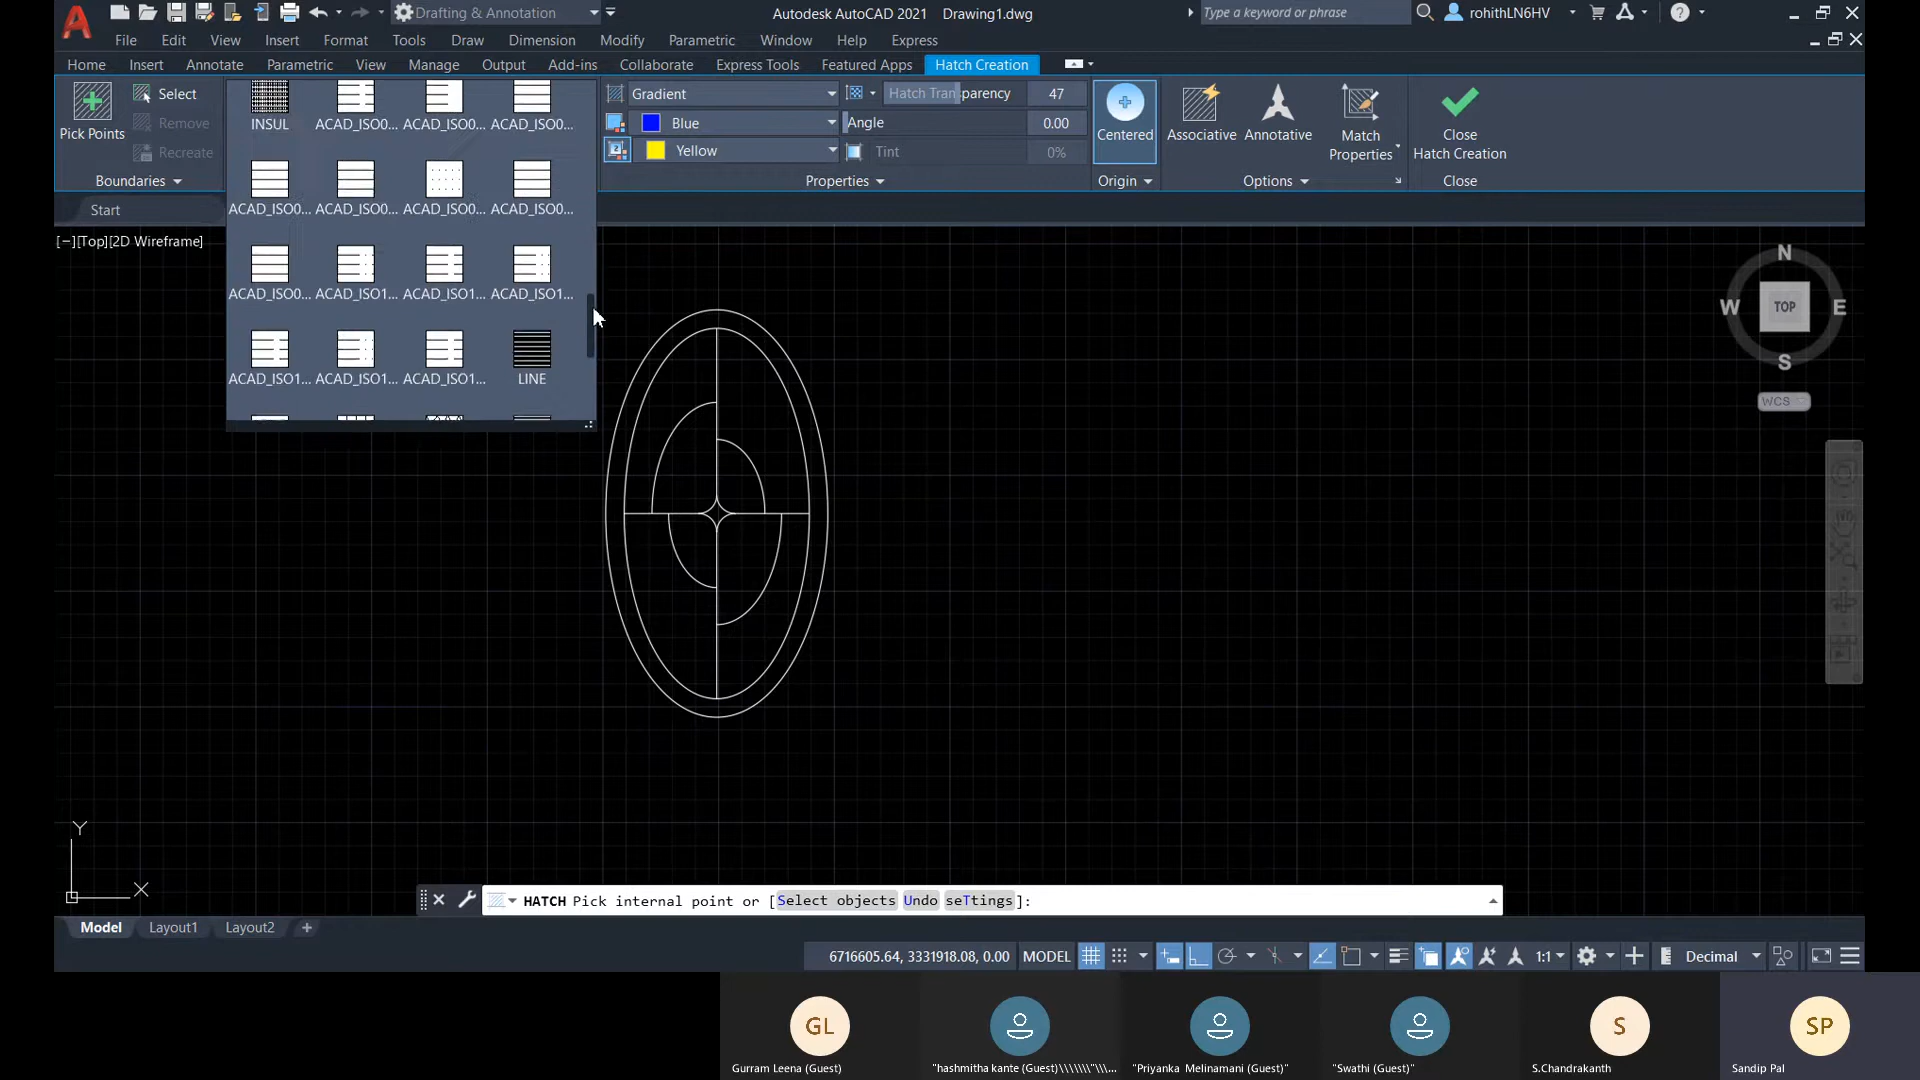 Drafting & Annotation
Autodesk AutoCAD 2021 Drawing1.dwg
Type a keyword or phrase
rohithLN6HV
File Edit View Insert Format Tools Draw Dimension Modify Parametric Window Help Express
Home Insert Annotate Parametric View Manage Output Add-ins Collaborate Express Tools Featured Apps Hatch Creation
Pick Points
Select
Remove
Recreate
Boundaries
INSUL ACAD_ISO0... ACAD_ISO0... ACAD_ISO0...
ACAD_ISO0... ACAD_ISO0... ACAD_ISO0... ACAD_ISO0...
ACAD_ISO0... ACAD_ISO1... ACAD_ISO1... ACAD_ISO1...
ACAD_ISO1... ACAD_ISO1... ACAD_ISO1... LINE
Gradient
Blue
Yellow
Hatch Transparency 47
Angle 0.00
Tint 0%
Properties
Centered
Origin
Associative
Annotative
Match Properties
Options
Close Hatch Creation
Close
Start
[−][Top][2D Wireframe]
N
W TOP E
S
WCS
Y
X
HATCH Pick internal point or [Select objects Undo seTtings]:
Model Layout1 Layout2 +
6716605.64, 3331918.08, 0.00 MODEL 1:1 Decimal
GL S SP
Gurram Leena (Guest) "hashmitha kante (Guest)\\\\\\\"\\... "Priyanka Melinamani (Guest)" "Swathi (Guest)" S.Chandrakanth Sandip Pal